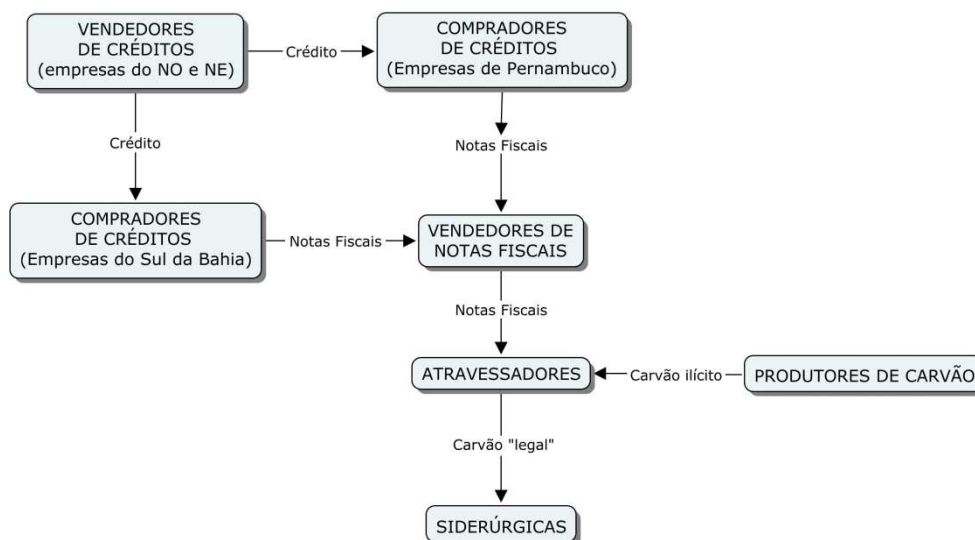 VENDEDORES
DE CRÉDITOS
(empresas do NO e NE)
Crédito
COMPRADORES
DE CRÉDITOS
(Empresas de Pernambuco)
Crédito
Notas Fiscais
COMPRADORES
DE CRÉDITOS
(Empresas do Sul da Bahia)
Notas Fiscais
VENDEDORES DE
NOTAS FISCAIS
Notas Fiscais
ATRAVESSADORES
Carvão ilícito
PRODUTORES DE CARVÃO
Carvão "legal"
SIDERÚRGICAS